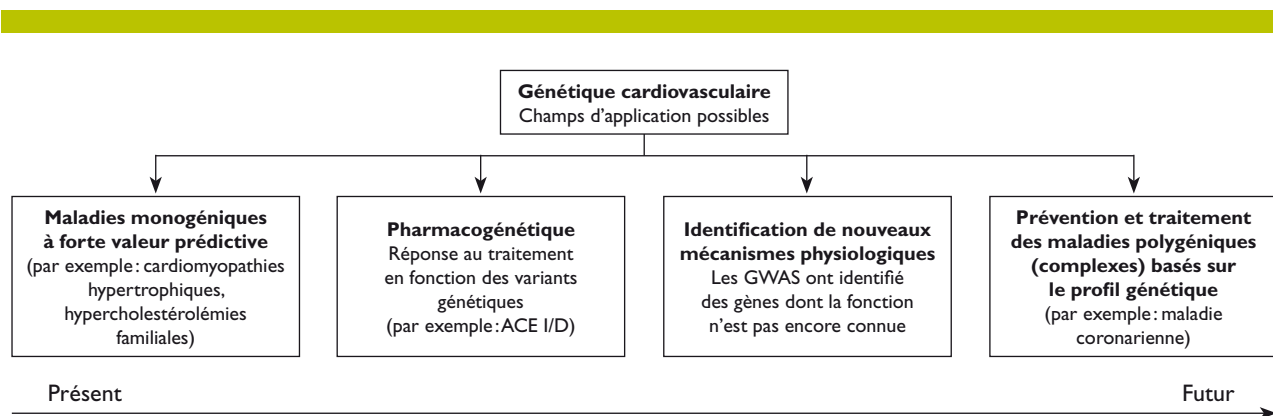 Génétique cardiovasculaire
Champs d'application possibles
Maladies monogéniques
à forte valeur prédictive
(par exemple : cardiomyopathies
hypertrophiques,
hypercholestérolémies
familiales)
Pharmacogénétique
Réponse au traitement
en fonction des variants
génétiques
(par exemple : ACE I/D)
Identification de nouveaux
mécanismes physiologiques
Les GWAS ont identifié
des gènes dont la fonction
n'est pas encore connue
Prévention et traitement
des maladies polygéniques
(complexes) basés sur
le profil génétique
(par exemple : maladie
coronarienne)
Présent
Futur